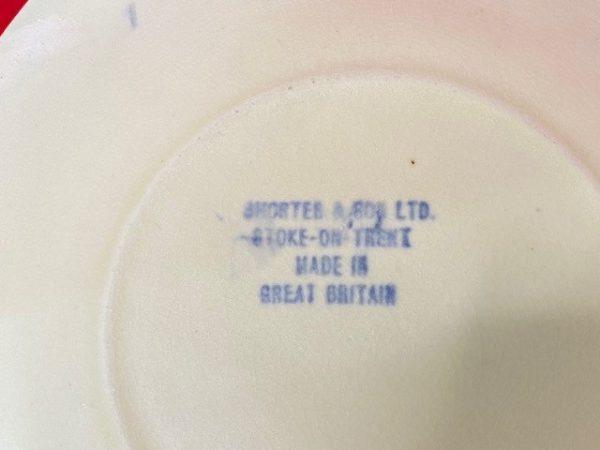 SHORTER & SON LTD.
STOKE-ON-TRENT
MADE IN
GREAT BRITAIN